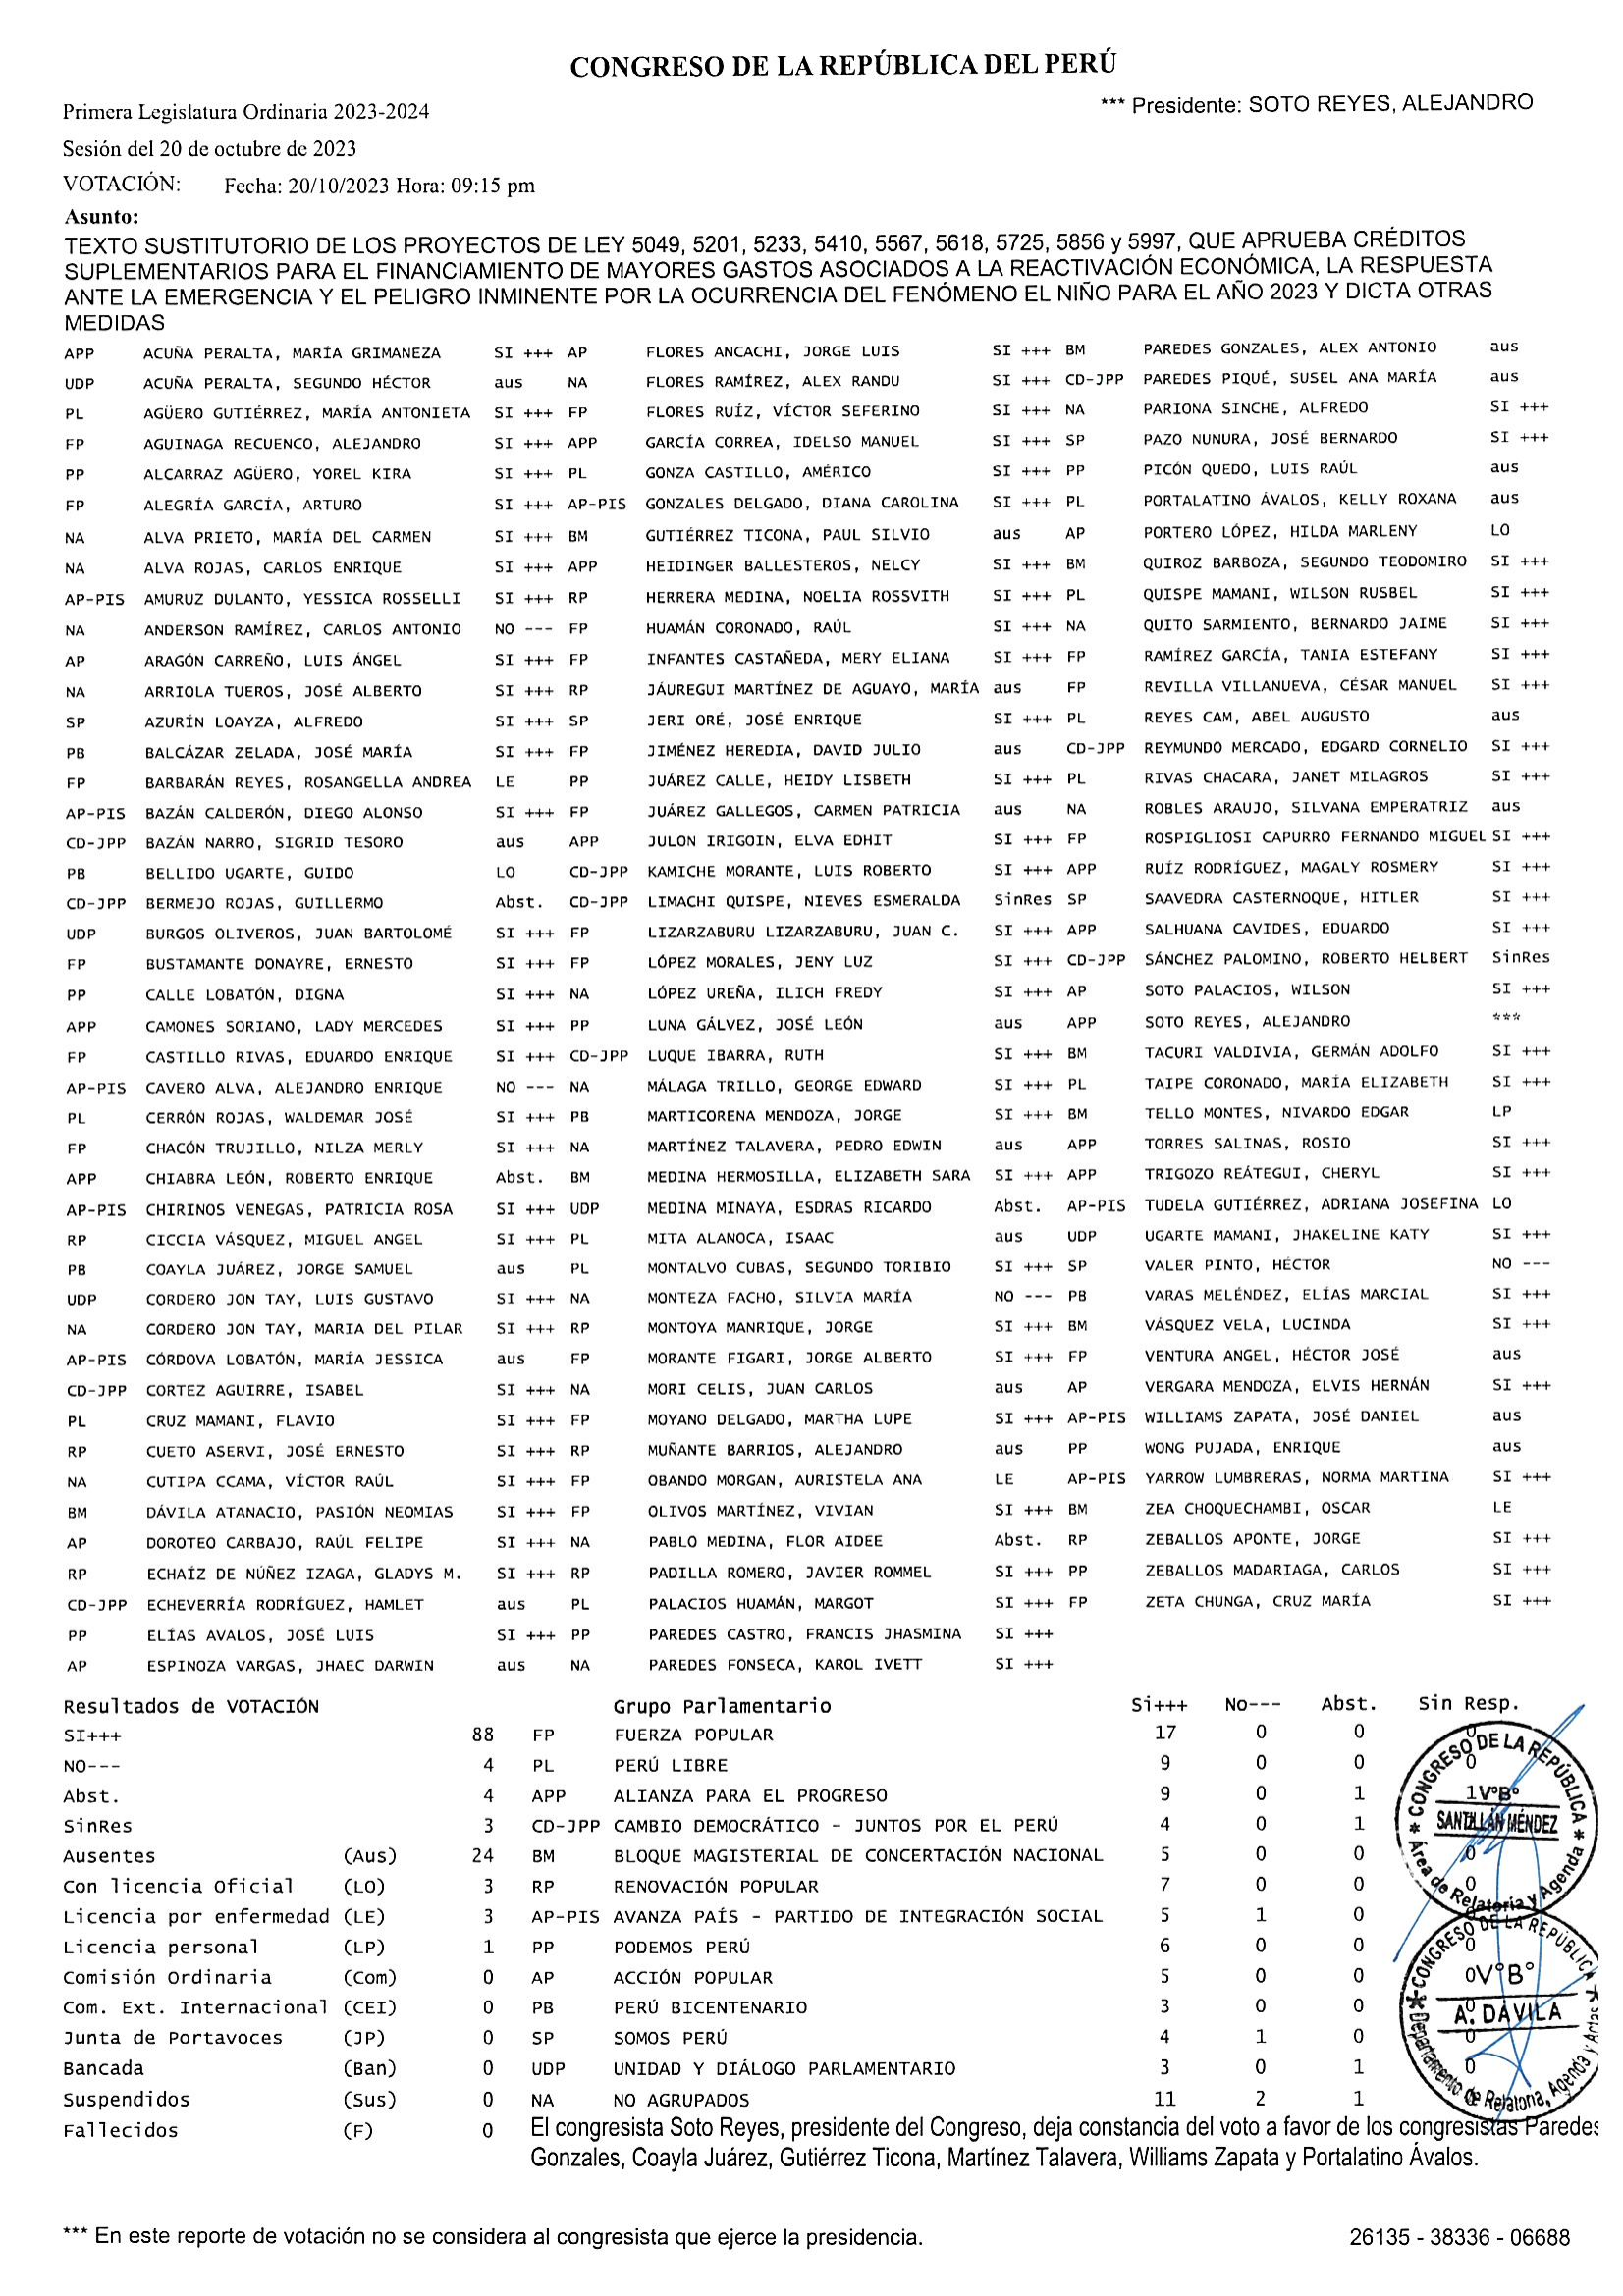 CONGRESO DE LA REPÚBLICA DEL PERÚ
Primera Legislatura Ordinaria 2023-2024
*** Presidente: SOTO REYES, ALEJANDRO
Sesión del 20 de octubre de 2023
VOTACIÓN: Fecha: 20/10/2023 Hora: 09:15 pm
Asunto:
TEXTO SUSTITUTORIO DE LOS PROYECTOS DE LEY 5049, 5201, 5233, 5410, 5567, 5618, 5725, 5856 y 5997, QUE APRUEBA CRÉDITOS
SUPLEMENTARIOS PARA EL FINANCIAMIENTO DE MAYORES GASTOS ASOCIADOS A LA REACTIVACIÓN ECONÓMICA, LA RESPUESTA
ANTE LA EMERGENCIA Y EL PELIGRO INMINENTE POR LA OCURRENCIA DEL FENÓMENO EL NIÑO PARA EL AÑO 2023 Y DICTA OTRAS
MEDIDAS
APP ACUÑA PERALTA, MARÍA GRIMANEZA SI +++ AP FLORES ANCACHI, JORGE LUIS SI +++ BM PAREDES GONZALES, ALEX ANTONIO aus
UDP ACUÑA PERALTA, SEGUNDO HÉCTOR aus NA FLORES RAMÍREZ, ALEX RANDU SI +++ CD-JPP PAREDES PIQUÉ, SUSEL ANA MARÍA aus
PL AGÜERO GUTIÉRREZ, MARÍA ANTONIETA SI +++ FP FLORES RUÍZ, VÍCTOR SEFERINO SI +++ NA PARIONA SINCHE, ALFREDO SI +++
FP AGUINAGA RECUENCO, ALEJANDRO SI +++ APP GARCÍA CORREA, IDELSO MANUEL SI +++ SP PAZO NUNURA, JOSÉ BERNARDO SI +++
PP ALCARRAZ AGÜERO, YOREL KIRA SI +++ PL GONZA CASTILLO, AMÉRICO SI +++ PP PICÓN QUEDO, LUIS RAÚL aus
FP ALEGRÍA GARCÍA, ARTURO SI +++ AP-PIS GONZALES DELGADO, DIANA CAROLINA SI +++ PL PORTALATINO ÁVALOS, KELLY ROXANA aus
NA ALVA PRIETO, MARÍA DEL CARMEN SI +++ BM GUTIÉRREZ TICONA, PAUL SILVIO aus AP PORTERO LÓPEZ, HILDA MARLENY LO
NA ALVA ROJAS, CARLOS ENRIQUE SI +++ APP HEIDINGER BALLESTEROS, NELCY SI +++ BM QUIROZ BARBOZA, SEGUNDO TEODOMIRO SI +++
AP-PIS AMURUZ DULANTO, YESSICA ROSSELLI SI +++ RP HERRERA MEDINA, NOELIA ROSSVITH SI +++ PL QUISPE MAMANI, WILSON RUSBEL SI +++
NA ANDERSON RAMÍREZ, CARLOS ANTONIO NO --- FP HUAMÁN CORONADO, RAÚL SI +++ NA QUITO SARMIENTO, BERNARDO JAIME SI +++
AP ARAGÓN CARREÑO, LUIS ÁNGEL SI +++ FP INFANTES CASTAÑEDA, MERY ELIANA SI +++ FP RAMÍREZ GARCÍA, TANIA ESTEFANY SI +++
NA ARRIOLA TUEROS, JOSÉ ALBERTO SI +++ RP JÁUREGUI MARTÍNEZ DE AGUAYO, MARÍA aus FP REVILLA VILLANUEVA, CÉSAR MANUEL SI +++
SP AZURÍN LOAYZA, ALFREDO SI +++ SP JERI ORÉ, JOSÉ ENRIQUE SI +++ PL REYES CAM, ABEL AUGUSTO aus
PB BALCÁZAR ZELADA, JOSÉ MARÍA SI +++ FP JIMÉNEZ HEREDIA, DAVID JULIO aus CD-JPP REYMUNDO MERCADO, EDGARD CORNELIO SI +++
FP BARBARÁN REYES, ROSANGELLA ANDREA LE PP JUÁREZ CALLE, HEIDY LISBETH SI +++ PL RIVAS CHACARA, JANET MILAGROS SI +++
AP-PIS BAZÁN CALDERÓN, DIEGO ALONSO SI +++ FP JUÁREZ GALLEGOS, CARMEN PATRICIA aus NA ROBLES ARAUJO, SILVANA EMPERATRIZ aus
CD-JPP BAZÁN NARRO, SIGRID TESORO aus APP JULON IRIGOIN, ELVA EDHIT SI +++ FP ROSPIGLIOSI CAPURRO FERNANDO MIGUEL SI +++
PB BELLIDO UGARTE, GUIDO LO CD-JPP KAMICHE MORANTE, LUIS ROBERTO SI +++ APP RUÍZ RODRÍGUEZ, MAGALY ROSMERY SI +++
CD-JPP BERMEJO ROJAS, GUILLERMO Abst. CD-JPP LIMACHI QUISPE, NIEVES ESMERALDA SinRes SP SAAVEDRA CASTERNOQUE, HITLER SI +++
UDP BURGOS OLIVEROS, JUAN BARTOLOMÉ SI +++ FP LIZARZABURU LIZARZABURU, JUAN C. SI +++ APP SALHUANA CAVIDES, EDUARDO SI +++
FP BUSTAMANTE DONAYRE, ERNESTO SI +++ FP LÓPEZ MORALES, JENY LUZ SI +++ CD-JPP SÁNCHEZ PALOMINO, ROBERTO HELBERT SinRes
PP CALLE LOBATÓN, DIGNA SI +++ NA LÓPEZ UREÑA, ILICH FREDY SI +++ AP SOTO PALACIOS, WILSON SI +++
APP CAMONES SORIANO, LADY MERCEDES SI +++ PP LUNA GÁLVEZ, JOSÉ LEÓN aus APP SOTO REYES, ALEJANDRO ***
FP CASTILLO RIVAS, EDUARDO ENRIQUE SI +++ CD-JPP LUQUE IBARRA, RUTH SI +++ BM TACURI VALDIVIA, GERMÁN ADOLFO SI +++
AP-PIS CAVERO ALVA, ALEJANDRO ENRIQUE NO --- NA MÁLAGA TRILLO, GEORGE EDWARD SI +++ PL TAIPE CORONADO, MARÍA ELIZABETH SI +++
PL CERRÓN ROJAS, WALDEMAR JOSÉ SI +++ PB MARTICORENA MENDOZA, JORGE SI +++ BM TELLO MONTES, NIVARDO EDGAR LP
FP CHACÓN TRUJILLO, NILZA MERLY SI +++ NA MARTÍNEZ TALAVERA, PEDRO EDWIN aus APP TORRES SALINAS, ROSIO SI +++
APP CHIABRA LEÓN, ROBERTO ENRIQUE Abst. BM MEDINA HERMOSILLA, ELIZABETH SARA SI +++ APP TRIGOZO REÁTEGUI, CHERYL SI +++
AP-PIS CHIRINOS VENEGAS, PATRICIA ROSA SI +++ UDP MEDINA MINAYA, ESDRAS RICARDO Abst. AP-PIS TUDELA GUTIÉRREZ, ADRIANA JOSEFINA LO
RP CICCIA VÁSQUEZ, MIGUEL ANGEL SI +++ PL MITA ALANOCA, ISAAC aus UDP UGARTE MAMANI, JHAKELINE KATY SI +++
PB COAYLA JUÁREZ, JORGE SAMUEL aus PL MONTALVO CUBAS, SEGUNDO TORIBIO SI +++ SP VALER PINTO, HÉCTOR NO ---
UDP CORDERO JON TAY, LUIS GUSTAVO SI +++ NA MONTEZA FACHO, SILVIA MARÍA NO --- PB VARAS MELÉNDEZ, ELÍAS MARCIAL SI +++
NA CORDERO JON TAY, MARIA DEL PILAR SI +++ RP MONTOYA MANRIQUE, JORGE SI +++ BM VÁSQUEZ VELA, LUCINDA SI +++
AP-PIS CÓRDOVA LOBATÓN, MARÍA JESSICA aus FP MORANTE FIGARI, JORGE ALBERTO SI +++ FP VENTURA ANGEL, HÉCTOR JOSÉ aus
CD-JPP CORTEZ AGUIRRE, ISABEL SI +++ NA MORI CELIS, JUAN CARLOS aus AP VERGARA MENDOZA, ELVIS HERNÁN SI +++
PL CRUZ MAMANI, FLAVIO SI +++ FP MOYANO DELGADO, MARTHA LUPE SI +++ AP-PIS WILLIAMS ZAPATA, JOSÉ DANIEL aus
RP CUETO ASERVI, JOSÉ ERNESTO SI +++ RP MUÑANTE BARRIOS, ALEJANDRO aus PP WONG PUJADA, ENRIQUE aus
NA CUTIPA CCAMA, VÍCTOR RAÚL SI +++ FP OBANDO MORGAN, AURISTELA ANA LE AP-PIS YARROW LUMBRERAS, NORMA MARTINA SI +++
BM DÁVILA ATANACIO, PASIÓN NEOMIAS SI +++ FP OLIVOS MARTÍNEZ, VIVIAN SI +++ BM ZEA CHOQUECHAMBI, OSCAR LE
AP DOROTEO CARBAJO, RAÚL FELIPE SI +++ NA PABLO MEDINA, FLOR AIDEE Abst. RP ZEBALLOS APONTE, JORGE SI +++
RP ECHAÍZ DE NÚÑEZ IZAGA, GLADYS M. SI +++ RP PADILLA ROMERO, JAVIER ROMMEL SI +++ PP ZEBALLOS MADARIAGA, CARLOS SI +++
CD-JPP ECHEVERRÍA RODRÍGUEZ, HAMLET aus PL PALACIOS HUAMÁN, MARGOT SI +++ FP ZETA CHUNGA, CRUZ MARÍA SI +++
PP ELÍAS AVALOS, JOSÉ LUIS SI +++ PP PAREDES CASTRO, FRANCIS JHASMINA SI +++
AP ESPINOZA VARGAS, JHAEC DARWIN aus NA PAREDES FONSECA, KAROL IVETT SI +++
Resultados de VOTACIÓN Grupo Parlamentario Si+++ No--- Abst. Sin Resp.
SI+++ 88 FP FUERZA POPULAR 17 0 0 0
NO--- 4 PL PERÚ LIBRE 9 0 0 0
Abst. 4 APP ALIANZA PARA EL PROGRESO 9 0 1 1
SinRes 3 CD-JPP CAMBIO DEMOCRÁTICO - JUNTOS POR EL PERÚ 4 0 1
Ausentes (Aus) 24 BM BLOQUE MAGISTERIAL DE CONCERTACIÓN NACIONAL 5 0 0 0
Con licencia Oficial (LO) 3 RP RENOVACIÓN POPULAR 7 0 0 0
Licencia por enfermedad (LE) 3 AP-PIS AVANZA PAÍS - PARTIDO DE INTEGRACIÓN SOCIAL 5 1 0
Licencia personal (LP) 1 PP PODEMOS PERÚ 6 0 0 0
Comisión Ordinaria (Com) 0 AP ACCIÓN POPULAR 5 0 0 0
Com. Ext. Internacional (CEI) 0 PB PERÚ BICENTENARIO 3 0 0 0
Junta de Portavoces (JP) 0 SP SOMOS PERÚ 4 1 0 0
Bancada (Ban) 0 UDP UNIDAD Y DIÁLOGO PARLAMENTARIO 3 0 1 0
Suspendidos (Sus) 0 NA NO AGRUPADOS 11 2 1
Fallecidos (F) 0
CONGRESO DE LA REPÚBLICA
V°B°
SANTILLÁN MÉNDEZ
Área de Relatoría y Agenda
CONGRESO DE LA REPÚBLICA
V°B°
A. DÁVILA
Departamento de Relatoria, Agenda y
El congresista Soto Reyes, presidente del Congreso, deja constancia del voto a favor de los congresistas Paredes
Gonzales, Coayla Juárez, Gutiérrez Ticona, Martínez Talavera, Williams Zapata y Portalatino Ávalos.
*** En este reporte de votación no se considera al congresista que ejerce la presidencia.
26135 - 38336 - 06688